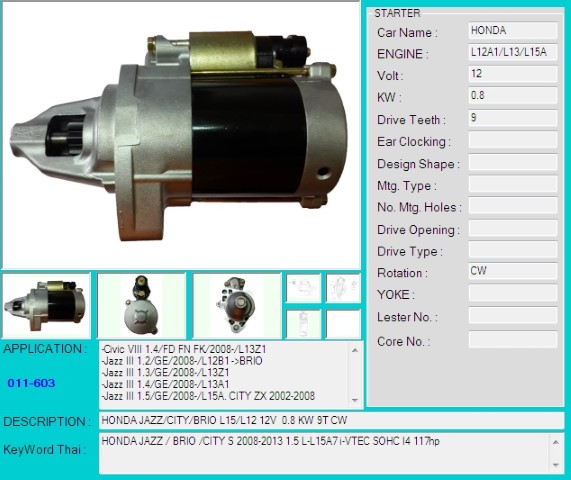 STARTER
Car Name : HONDA
ENGINE : L12A1/L13/L15A
Volt : 12
KW : 0.8
Drive Teeth : 9
Ear Clocking :
Design Shape :
Mtg. Type :
No. Mtg. Holes :
Drive Opening :
Drive Type :
Rotation : CW
YOKE :
Lester No. :
Core No. :
APPLICATION :
011-603
-Civic VIII 1.4/FD FN FK/2008-/L13Z1
-Jazz III 1.2/GE/2008-/L12B1->BRIO
-Jazz III 1.3/GE/2008-/L13Z1
-Jazz III 1.4/GE/2008-/L13A1
-Jazz III 1.5/GE/2008-/L15A. CITY ZX 2002-2008
DESCRIPTION : HONDA JAZZ/CITY/BRIO L15/L12 12V 0.8 KW 9T CW
KeyWord Thai : HONDA JAZZ / BRIO /CITY S 2008-2013 1.5 L-L15A7 i-VTEC SOHC I4 117hp